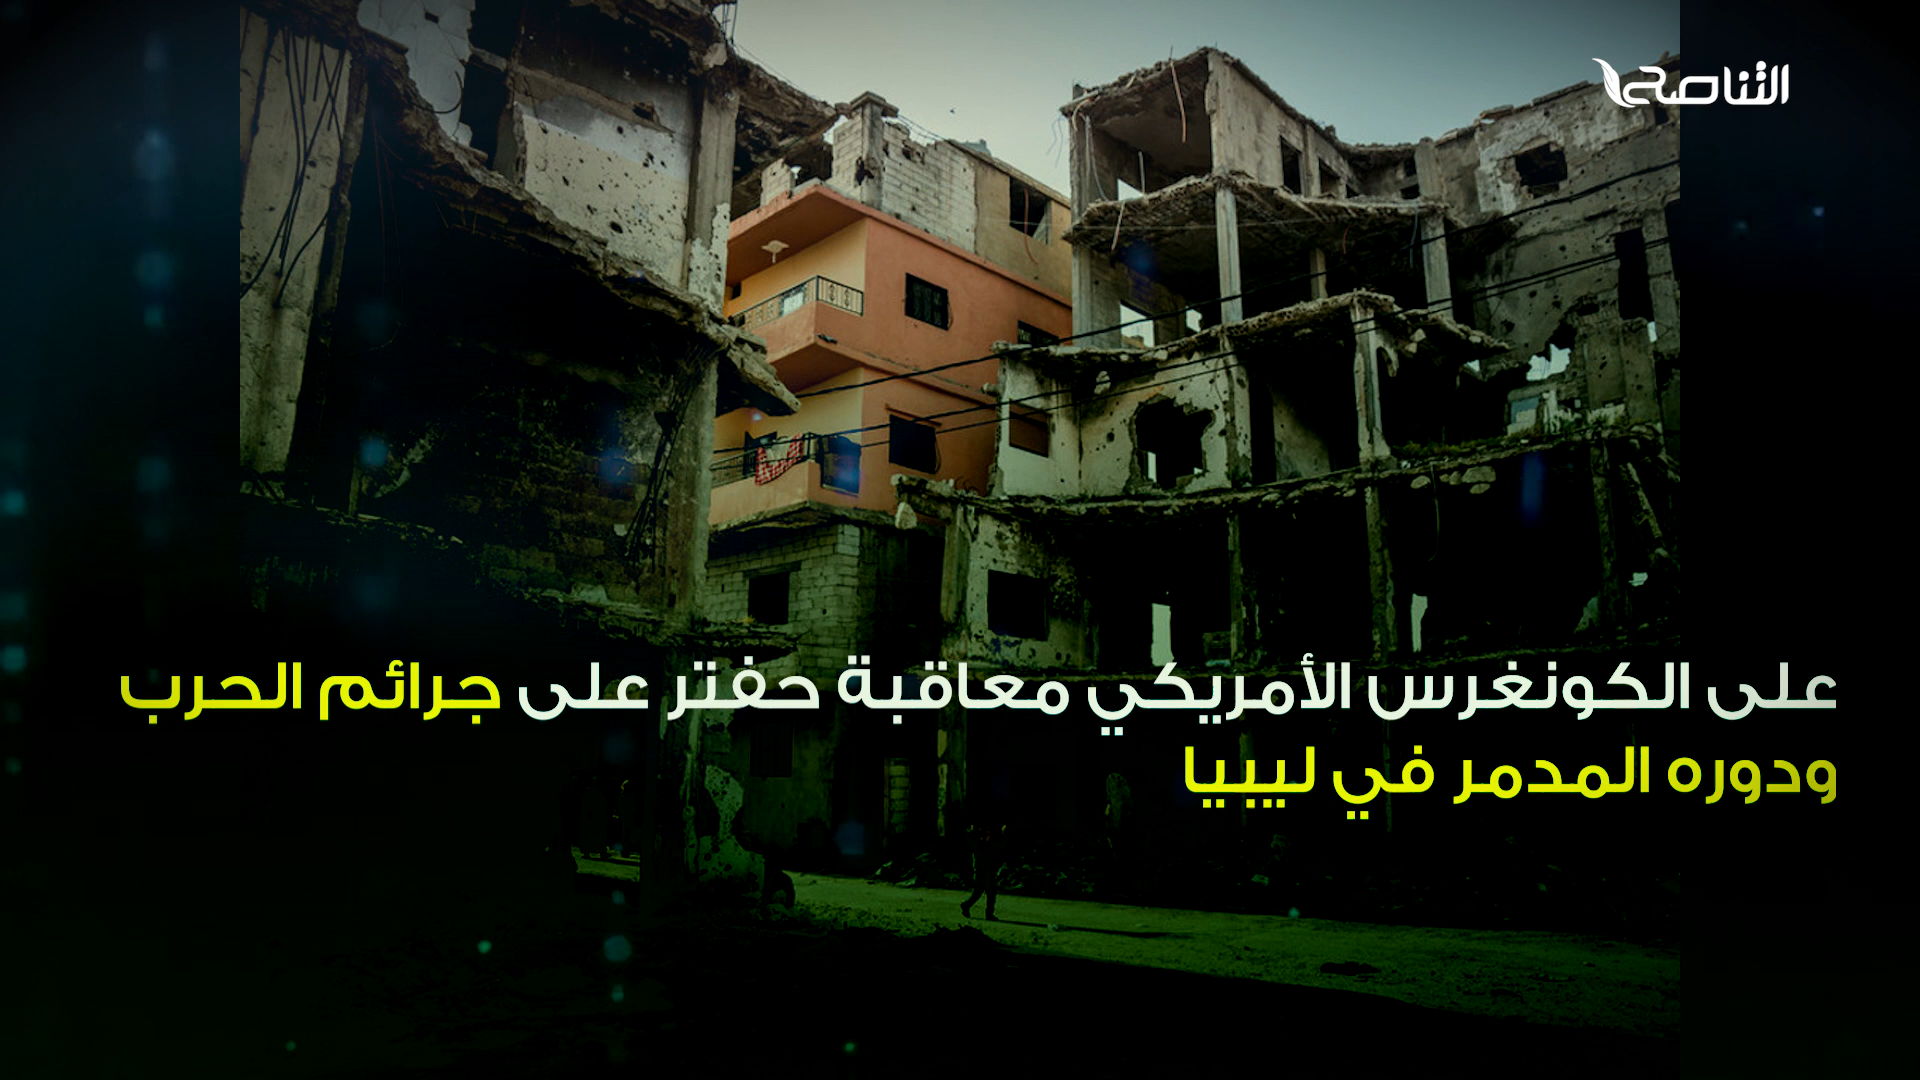 التناصح
على الكونغرس الأمريكي معاقبة حفتر على جرائم الحرب
ودوره المدمر في ليبيا